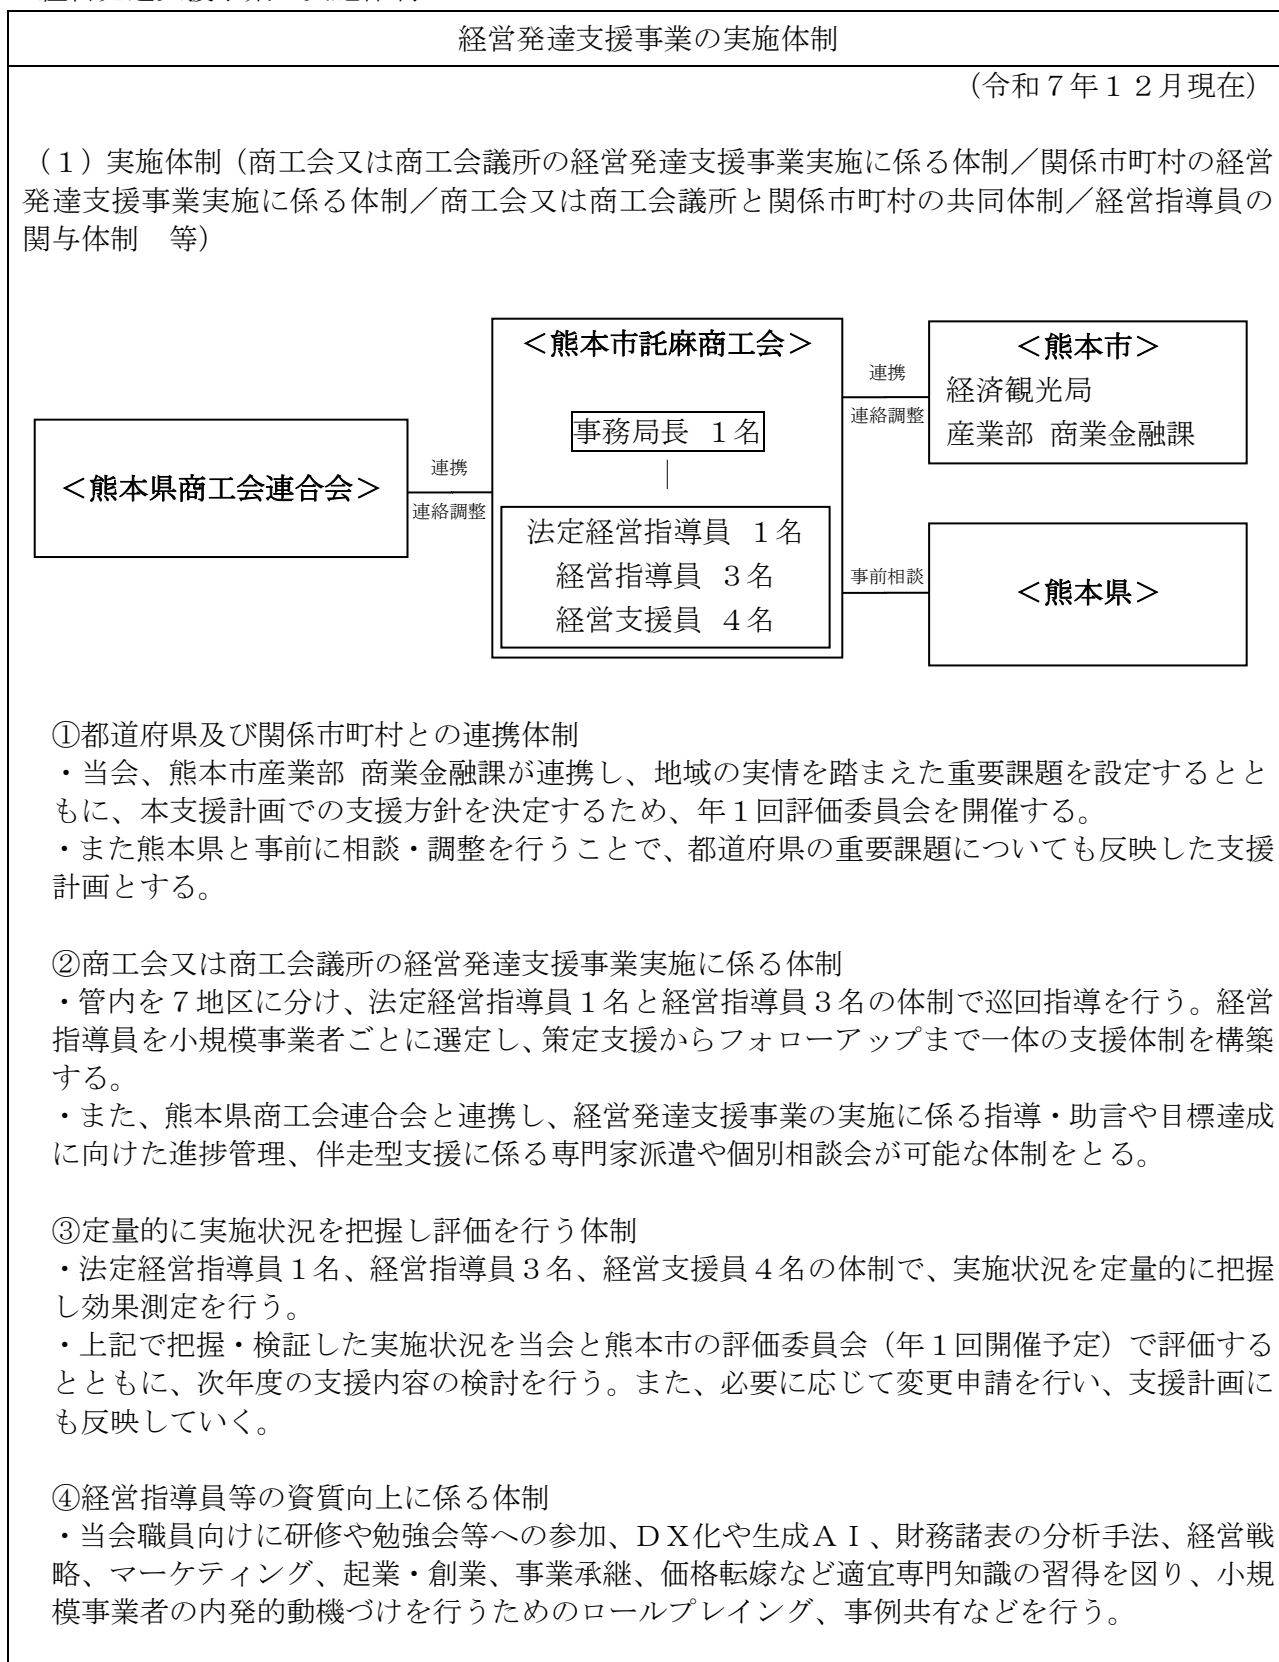 経営発達支援事業の実施体制
(令和7年12月現在)
(1)実施体制(商工会又は商工会議所の経営発達支援事業実施に係る体制/関係市町村の経営
発達支援事業実施に係る体制/商工会又は商工会議所と関係市町村の共同体制/経営指導員の
関与体制 等)
<熊本県商工会連合会>
連携
連絡調整
<熊本市託麻商工会>
事務局長 1名
法定経営指導員 1名
経営指導員 3名
経営支援員 4名
連携
連絡調整
<熊本市>
経済観光局
産業部 商業金融課
事前相談
<熊本県>
①都道府県及び関係市町村との連携体制
・当会、熊本市産業部 商業金融課が連携し、地域の実情を踏まえた重要課題を設定するとと
もに、本支援計画での支援方針を決定するため、年1回評価委員会を開催する。
・また熊本県と事前に相談・調整を行うことで、都道府県の重要課題についても反映した支援
計画とする。
②商工会又は商工会議所の経営発達支援事業実施に係る体制
・管内を7地区に分け、法定経営指導員1名と経営指導員3名の体制で巡回指導を行う。経営
指導員を小規模事業者ごとに選定し、策定支援からフォローアップまで一体の支援体制を構築
する。
・また、熊本県商工会連合会と連携し、経営発達支援事業の実施に係る指導・助言や目標達成
に向けた進捗管理、伴走型支援に係る専門家派遣や個別相談会が可能な体制をとる。
③定量的に実施状況を把握し評価を行う体制
・法定経営指導員1名、経営指導員3名、経営支援員4名の体制で、実施状況を定量的に把握
し効果測定を行う。
・上記で把握・検証した実施状況を当会と熊本市の評価委員会(年1回開催予定)で評価する
とともに、次年度の支援内容の検討を行う。また、必要に応じて変更申請を行い、支援計画に
も反映していく。
④経営指導員等の資質向上に係る体制
・当会職員向けに研修や勉強会等への参加、DX化や生成AI、財務諸表の分析手法、経営戦
略、マーケティング、起業・創業、事業承継、価格転嫁など適宜専門知識の習得を図り、小規
模事業者の内発的動機づけを行うためのロールプレイング、事例共有などを行う。